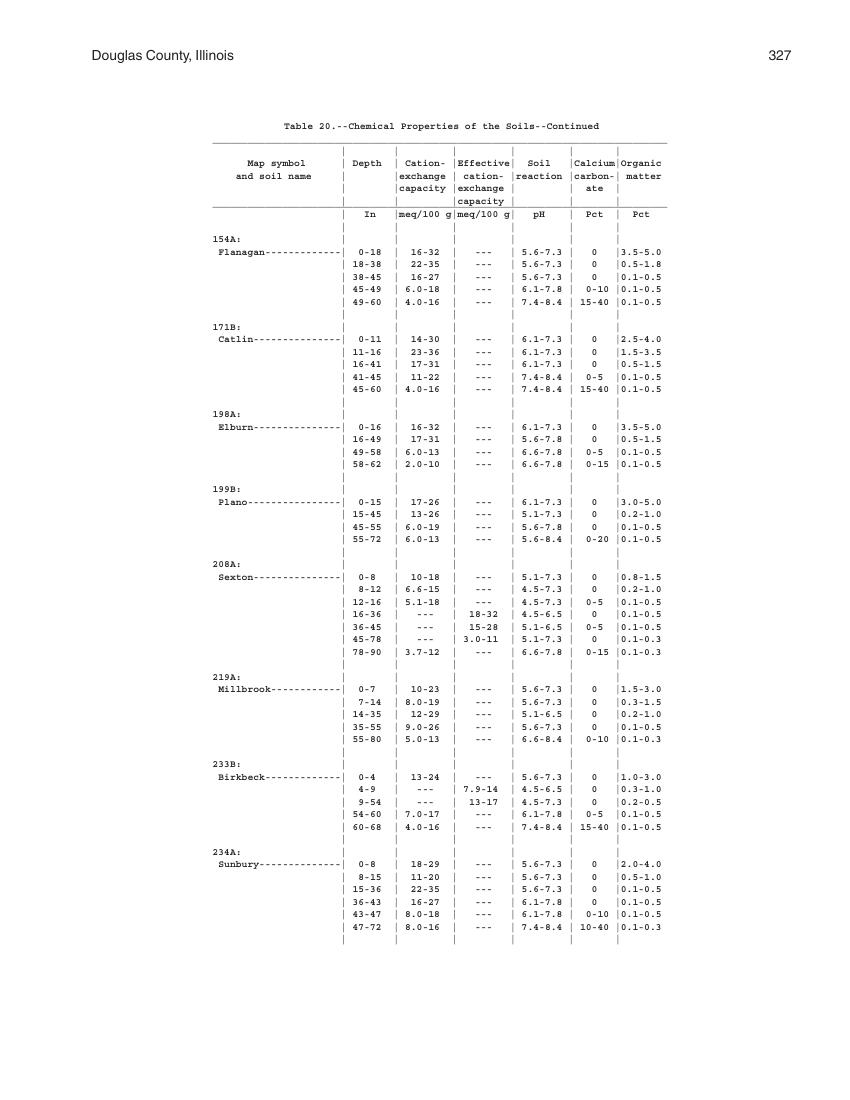 Douglas County, Illinois 327
Table 20.--Chemical Properties of the Soils--Continued
Map symbol | Depth | Cation- |Effective| Soil |Calcium|Organic
and soil name | |exchange | cation- |reaction |carbon-| matter
| |capacity |exchange | | ate |
| | |capacity | | |
| In |meq/100 g|meq/100 g| pH | Pct | Pct
154A:
Flanagan-------------| 0-18 | 16-32 | --- | 5.6-7.3 | 0 |3.5-5.0
| 18-38 | 22-35 | --- | 5.6-7.3 | 0 |0.5-1.8
| 38-45 | 16-27 | --- | 5.6-7.3 | 0 |0.1-0.5
| 45-49 | 6.0-18 | --- | 6.1-7.8 | 0-10 |0.1-0.5
| 49-60 | 4.0-16 | --- | 7.4-8.4 | 15-40 |0.1-0.5
171B:
Catlin---------------| 0-11 | 14-30 | --- | 6.1-7.3 | 0 |2.5-4.0
| 11-16 | 23-36 | --- | 6.1-7.3 | 0 |1.5-3.5
| 16-41 | 17-31 | --- | 6.1-7.3 | 0 |0.5-1.5
| 41-45 | 11-22 | --- | 7.4-8.4 | 0-5 |0.1-0.5
| 45-60 | 4.0-16 | --- | 7.4-8.4 | 15-40 |0.1-0.5
198A:
Elburn---------------| 0-16 | 16-32 | --- | 6.1-7.3 | 0 |3.5-5.0
| 16-49 | 17-31 | --- | 5.6-7.8 | 0 |0.5-1.5
| 49-58 | 6.0-13 | --- | 6.6-7.8 | 0-5 |0.1-0.5
| 58-62 | 2.0-10 | --- | 6.6-7.8 | 0-15 |0.1-0.5
199B:
Plano----------------| 0-15 | 17-26 | --- | 6.1-7.3 | 0 |3.0-5.0
| 15-45 | 13-26 | --- | 5.1-7.3 | 0 |0.2-1.0
| 45-55 | 6.0-19 | --- | 5.6-7.8 | 0 |0.1-0.5
| 55-72 | 6.0-13 | --- | 5.6-8.4 | 0-20 |0.1-0.5
208A:
Sexton---------------| 0-8 | 10-18 | --- | 5.1-7.3 | 0 |0.8-1.5
| 8-12 | 6.6-15 | --- | 4.5-7.3 | 0 |0.2-1.0
| 12-16 | 5.1-18 | --- | 4.5-7.3 | 0-5 |0.1-0.5
| 16-36 | --- | 18-32 | 4.5-6.5 | 0 |0.1-0.5
| 36-45 | --- | 15-28 | 5.1-6.5 | 0-5 |0.1-0.5
| 45-78 | --- | 3.0-11 | 5.1-7.3 | 0 |0.1-0.3
| 78-90 | 3.7-12 | --- | 6.6-7.8 | 0-15 |0.1-0.3
219A:
Millbrook------------| 0-7 | 10-23 | --- | 5.6-7.3 | 0 |1.5-3.0
| 7-14 | 8.0-19 | --- | 5.6-7.3 | 0 |0.3-1.5
| 14-35 | 12-29 | --- | 5.1-6.5 | 0 |0.2-1.0
| 35-55 | 9.0-26 | --- | 5.6-7.3 | 0 |0.1-0.5
| 55-80 | 5.0-13 | --- | 6.6-8.4 | 0-10 |0.1-0.3
233B:
Birkbeck-------------| 0-4 | 13-24 | --- | 5.6-7.3 | 0 |1.0-3.0
| 4-9 | --- | 7.9-14 | 4.5-6.5 | 0 |0.3-1.0
| 9-54 | --- | 13-17 | 4.5-7.3 | 0 |0.2-0.5
| 54-60 | 7.0-17 | --- | 6.1-7.8 | 0-5 |0.1-0.5
| 60-68 | 4.0-16 | --- | 7.4-8.4 | 15-40 |0.1-0.5
234A:
Sunbury--------------| 0-8 | 18-29 | --- | 5.6-7.3 | 0 |2.0-4.0
| 8-15 | 11-20 | --- | 5.6-7.3 | 0 |0.5-1.0
| 15-36 | 22-35 | --- | 5.6-7.3 | 0 |0.1-0.5
| 36-43 | 16-27 | --- | 6.1-7.8 | 0 |0.1-0.5
| 43-47 | 8.0-18 | --- | 6.1-7.8 | 0-10 |0.1-0.5
| 47-72 | 8.0-16 | --- | 7.4-8.4 | 10-40 |0.1-0.3